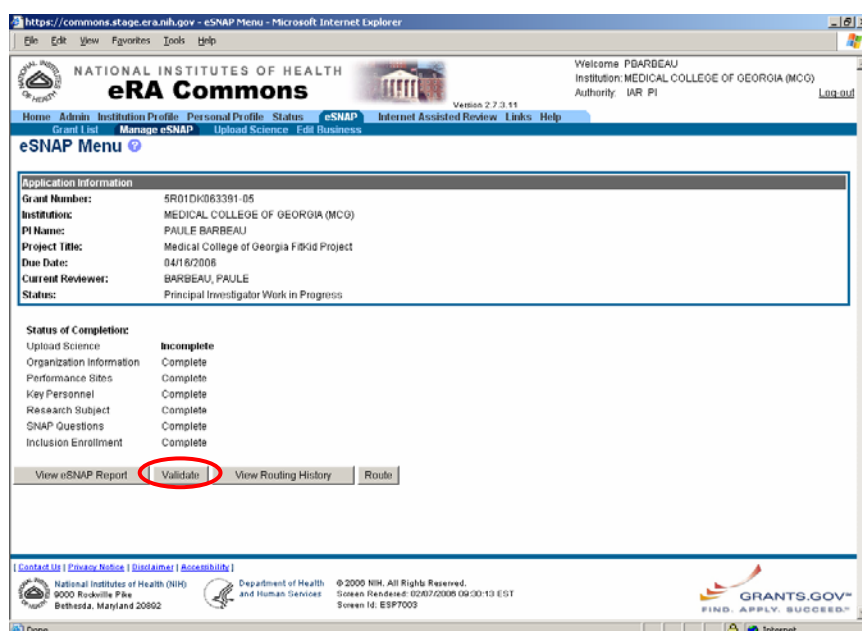 https://commons.stage.era.nih.gov - eSNAP Menu - Microsoft Internet Explorer
File Edit View Favorites Tools Help
NATIONAL INSTITUTES OF HEALTH
eRA Commons
Version 2.7.3.11
Welcome PBARBEAU
Institution: MEDICAL COLLEGE OF GEORGIA (MCG)
Authority: IAR PI
Log-out
Home Admin Institution Profile Personal Profile Status eSNAP Internet Assisted Review Links Help
Grant List Manage eSNAP Upload Science Edit Business
eSNAP Menu ?
Application Information
Grant Number: 5R01DK063391-05
Institution: MEDICAL COLLEGE OF GEORGIA (MCG)
PI Name: PAULE BARBEAU
Project Title: Medical College of Georgia FitKid Project
Due Date: 04/16/2006
Current Reviewer: BARBEAU, PAULE
Status: Principal Investigator Work in Progress
Status of Completion:
Upload Science Incomplete
Organization Information Complete
Performance Sites Complete
Key Personnel Complete
Research Subject Complete
SNAP Questions Complete
Inclusion Enrollment Complete
View eSNAP Report Validate View Routing History Route
[ Contact Us | Privacy Notice | Disclaimer | Accessibility ]
National Institutes of Health (NIH)
9000 Rockville Pike
Bethesda, Maryland 20892
Department of Health
and Human Services
© 2006 NIH. All Rights Reserved.
Screen Rendered: 02/07/2006 09:30:13 EST
Screen Id: ESP7003
GRANTS.GOV™
FIND. APPLY. SUCCEED.™
Done Internet